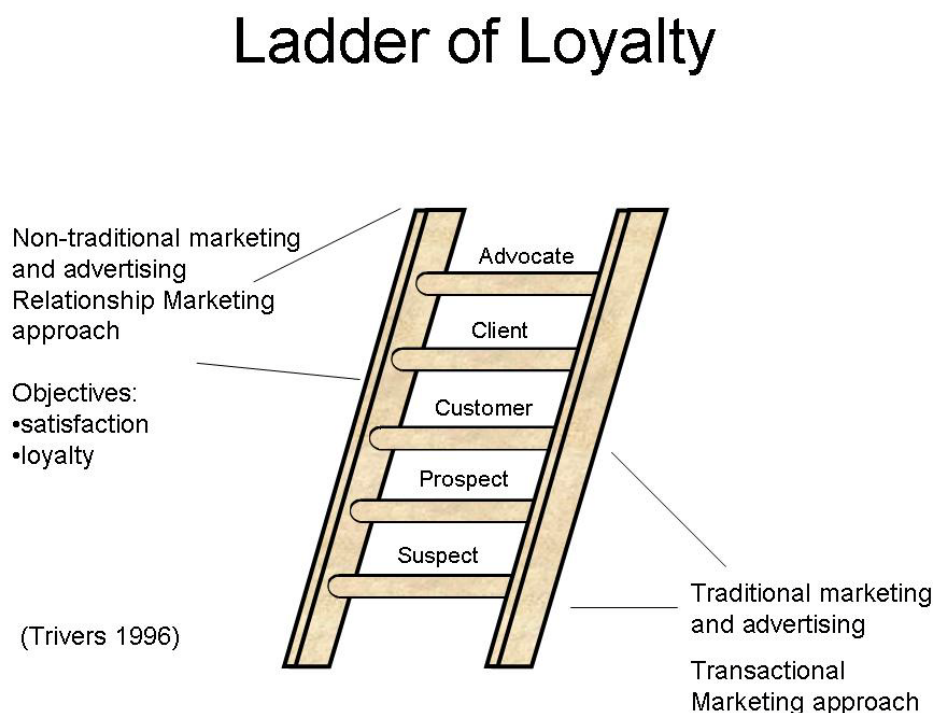 Ladder of Loyalty
Non-traditional marketing
and advertising
Relationship Marketing
approach
Objectives:
•satisfaction
•loyalty
(Trivers 1996)
Advocate
Client
Customer
Prospect
Suspect
Traditional marketing
and advertising
Transactional
Marketing approach